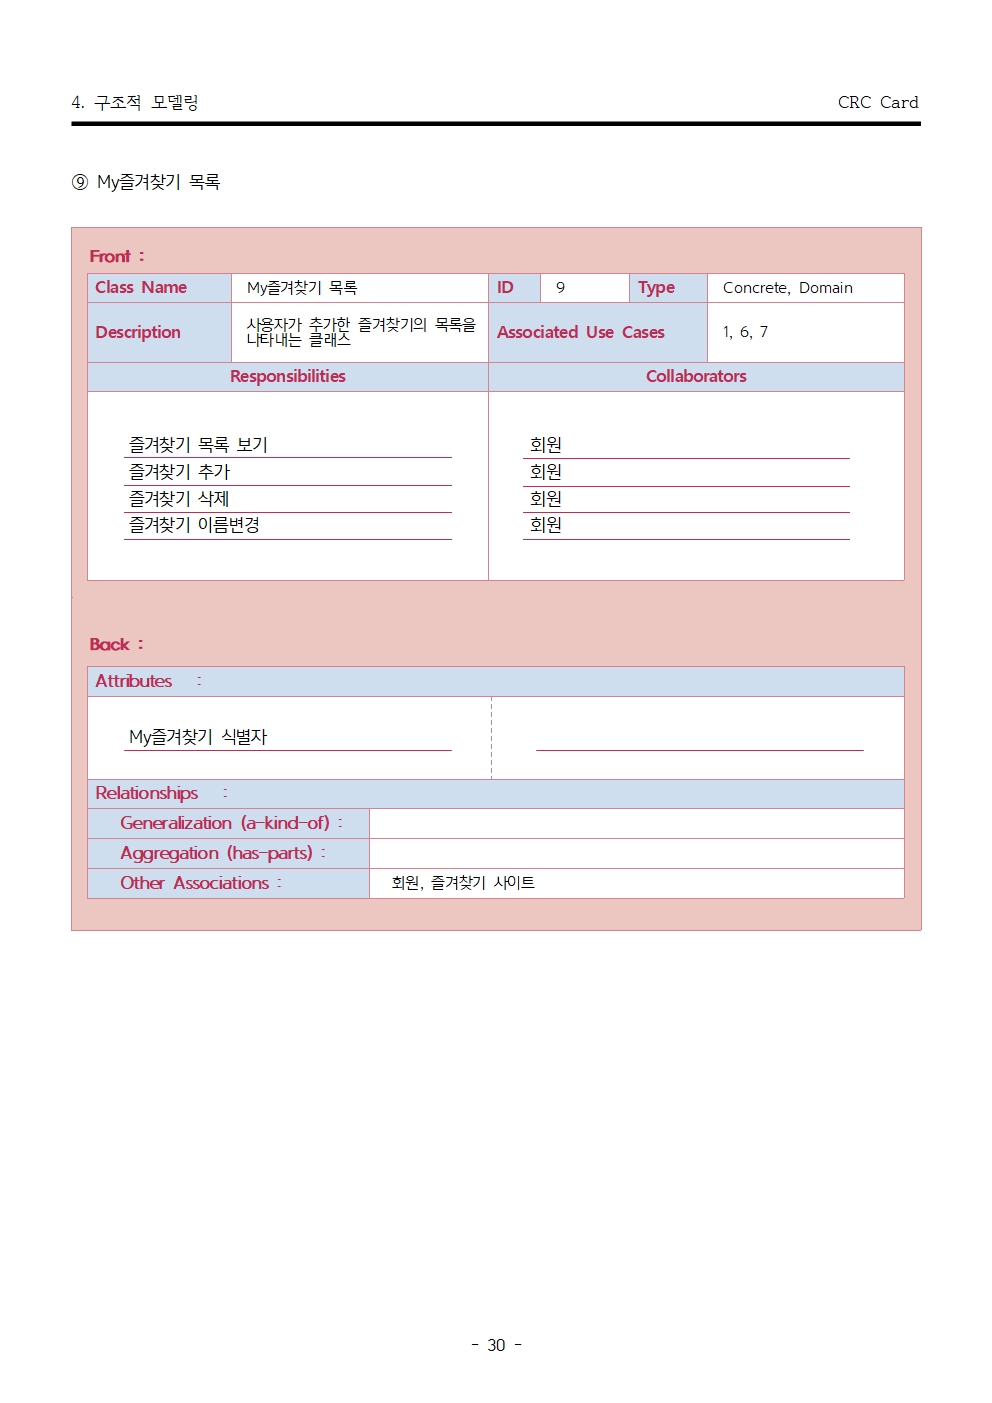 4. 구조적 모델링 CRC Card
⑨ My즐겨찾기 목록
Front :
Class Name My즐겨찾기 목록 ID 9 Type Concrete, Domain
Description 사용자가 추가한 즐겨찾기의 목록을
나타내는 클래스 Associated Use Cases 1, 6, 7
Responsibilities Collaborators
즐겨찾기 목록 보기 회원
즐겨찾기 추가 회원
즐겨찾기 삭제 회원
즐겨찾기 이름변경 회원
Back :
Attributes :
My즐겨찾기 식별자
Relationships :
Generalization (a-kind-of) :
Aggregation (has-parts) :
Other Associations : 회원, 즐겨찾기 사이트
- 30 -